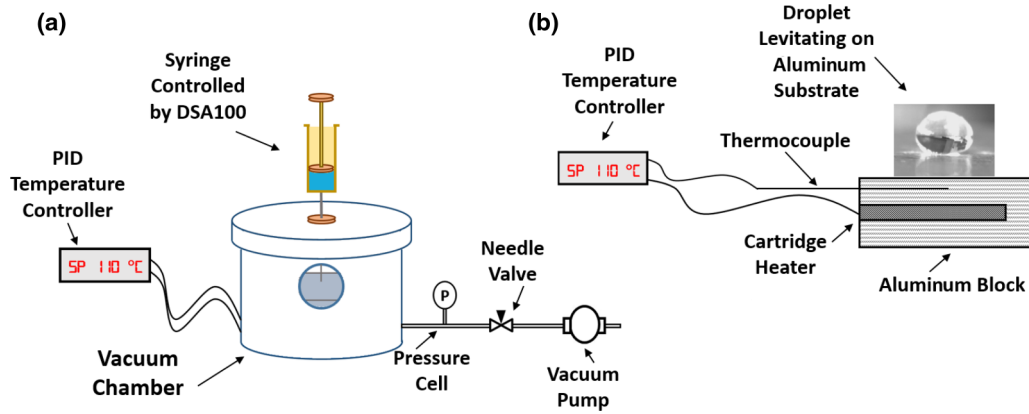 (a)
Syringe
Controlled
by DSA100
PID
Temperature
Controller
SP 110 °C
Vacuum
Chamber
P
Needle
Valve
Pressure
Cell
Vacuum
Pump
(b)
PID
Temperature
Controller
SP 110 °C
Droplet
Levitating on
Aluminum
Substrate
Thermocouple
Cartridge
Heater
Aluminum Block